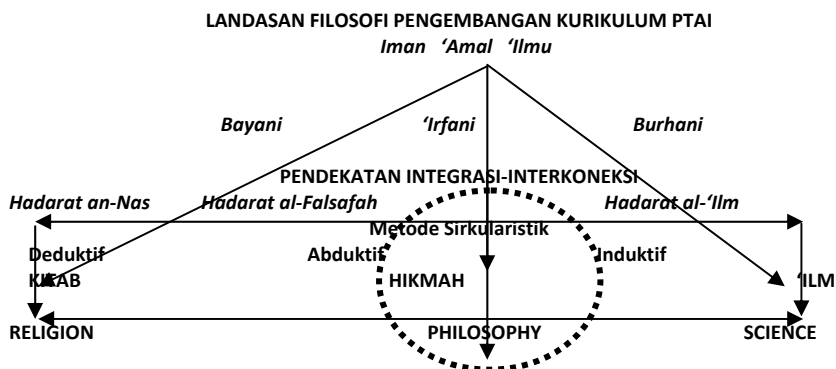 LANDASAN FILOSOFI PENGEMBANGAN KURIKULUM PTAI
Iman ‘Amal ‘Ilmu
Bayani ‘Irfani Burhani
PENDEKATAN INTEGRASI-INTERKONEKSI
Hadarat an-Nas Hadarat al-Falsafah Hadarat al-‘Ilm
Metode Sirkularistik
Deduktif Abduktif Induktif
KITAB HIKMAH ‘ILM
RELIGION PHILOSOPHY SCIENCE